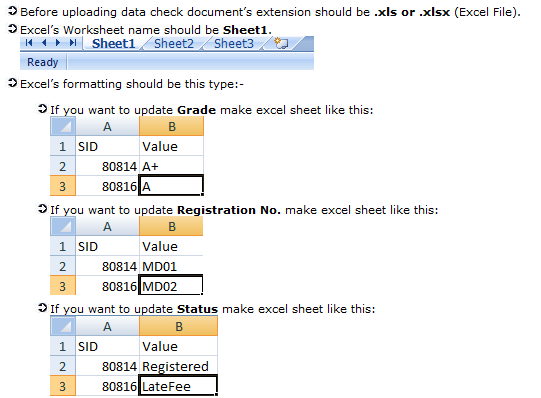 Before uploading data check document's extension should be .xls or .xlsx (Excel File).
Excel's Worksheet name should be Sheet1.
Sheet1 Sheet2 Sheet3
Ready
Excel's formatting should be this type:-
If you want to update Grade make excel sheet like this:
A B
1 SID Value
2 80814 A+
3 80816 A
If you want to update Registration No. make excel sheet like this:
A B
1 SID Value
2 80814 MD01
3 80816 MD02
If you want to update Status make excel sheet like this:
A B
1 SID Value
2 80814 Registered
3 80816 LateFee